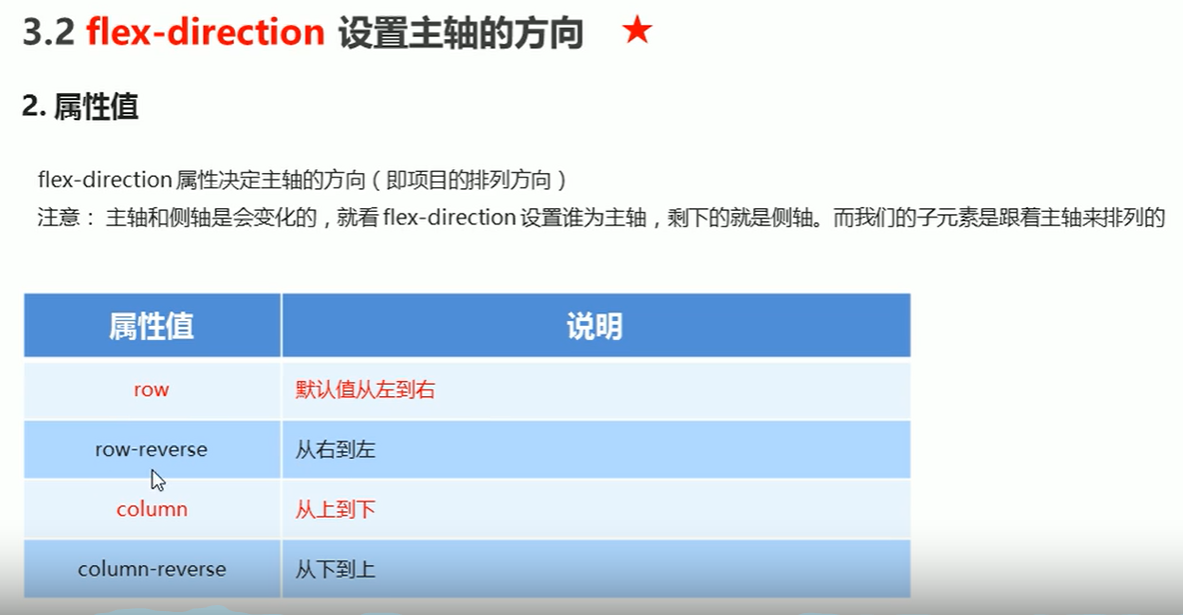 3.2 flex-direction 设置主轴的方向
2. 属性值
flex-direction 属性决定主轴的方向（即项目的排列方向）
注意： 主轴和侧轴是会变化的，就看 flex-direction 设置谁为主轴，剩下的就是侧轴。而我们的子元素是跟着主轴来排列的
属性值 说明
row 默认值从左到右
row-reverse 从右到左
column 从上到下
column-reverse 从下到上